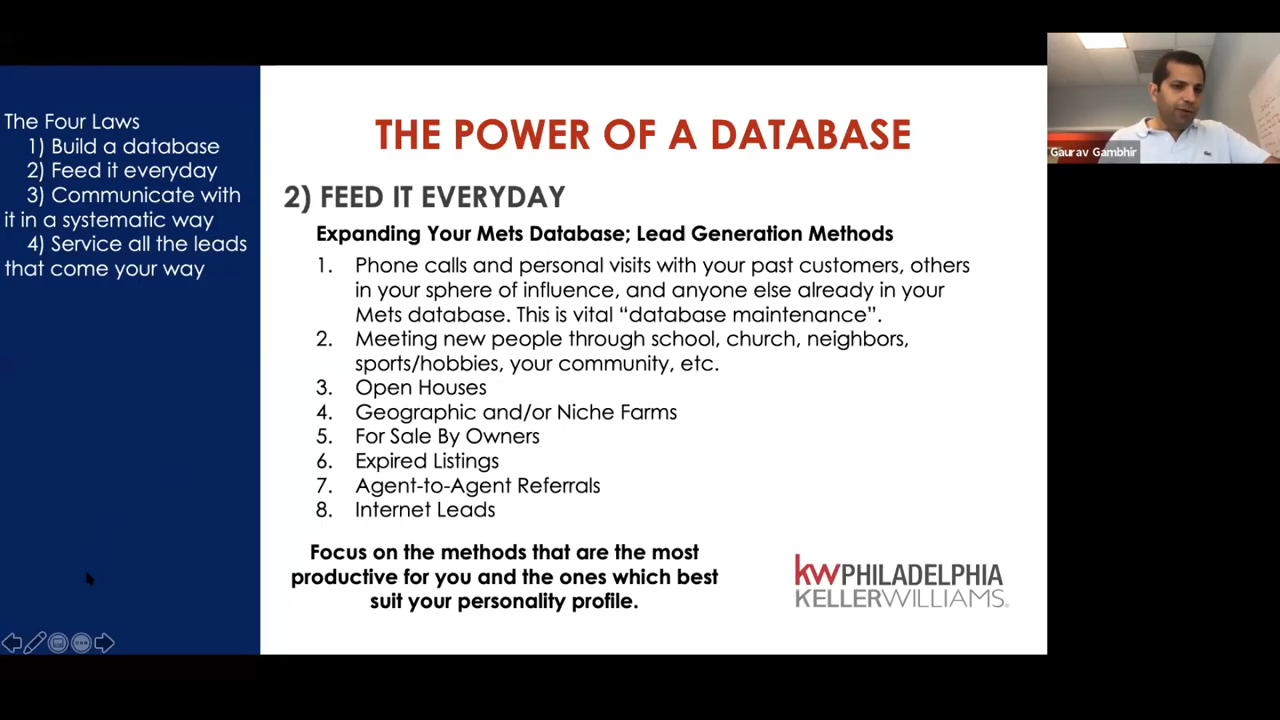 The Four Laws
1) Build a database
2) Feed it everyday
3) Communicate with
it in a systematic way
4) Service all the leads
that come your way
THE POWER OF A DATABASE
2) FEED IT EVERYDAY
Expanding Your Mets Database; Lead Generation Methods
1. Phone calls and personal visits with your past customers, others
in your sphere of influence, and anyone else already in your
Mets database. This is vital “database maintenance”.
2. Meeting new people through school, church, neighbors,
sports/hobbies, your community, etc.
3. Open Houses
4. Geographic and/or Niche Farms
5. For Sale By Owners
6. Expired Listings
7. Agent-to-Agent Referrals
8. Internet Leads
Focus on the methods that are the most
productive for you and the ones which best
suit your personality profile.
kwPHILADELPHIA
KELLERWILLIAMS.
Gaurav Gambhir